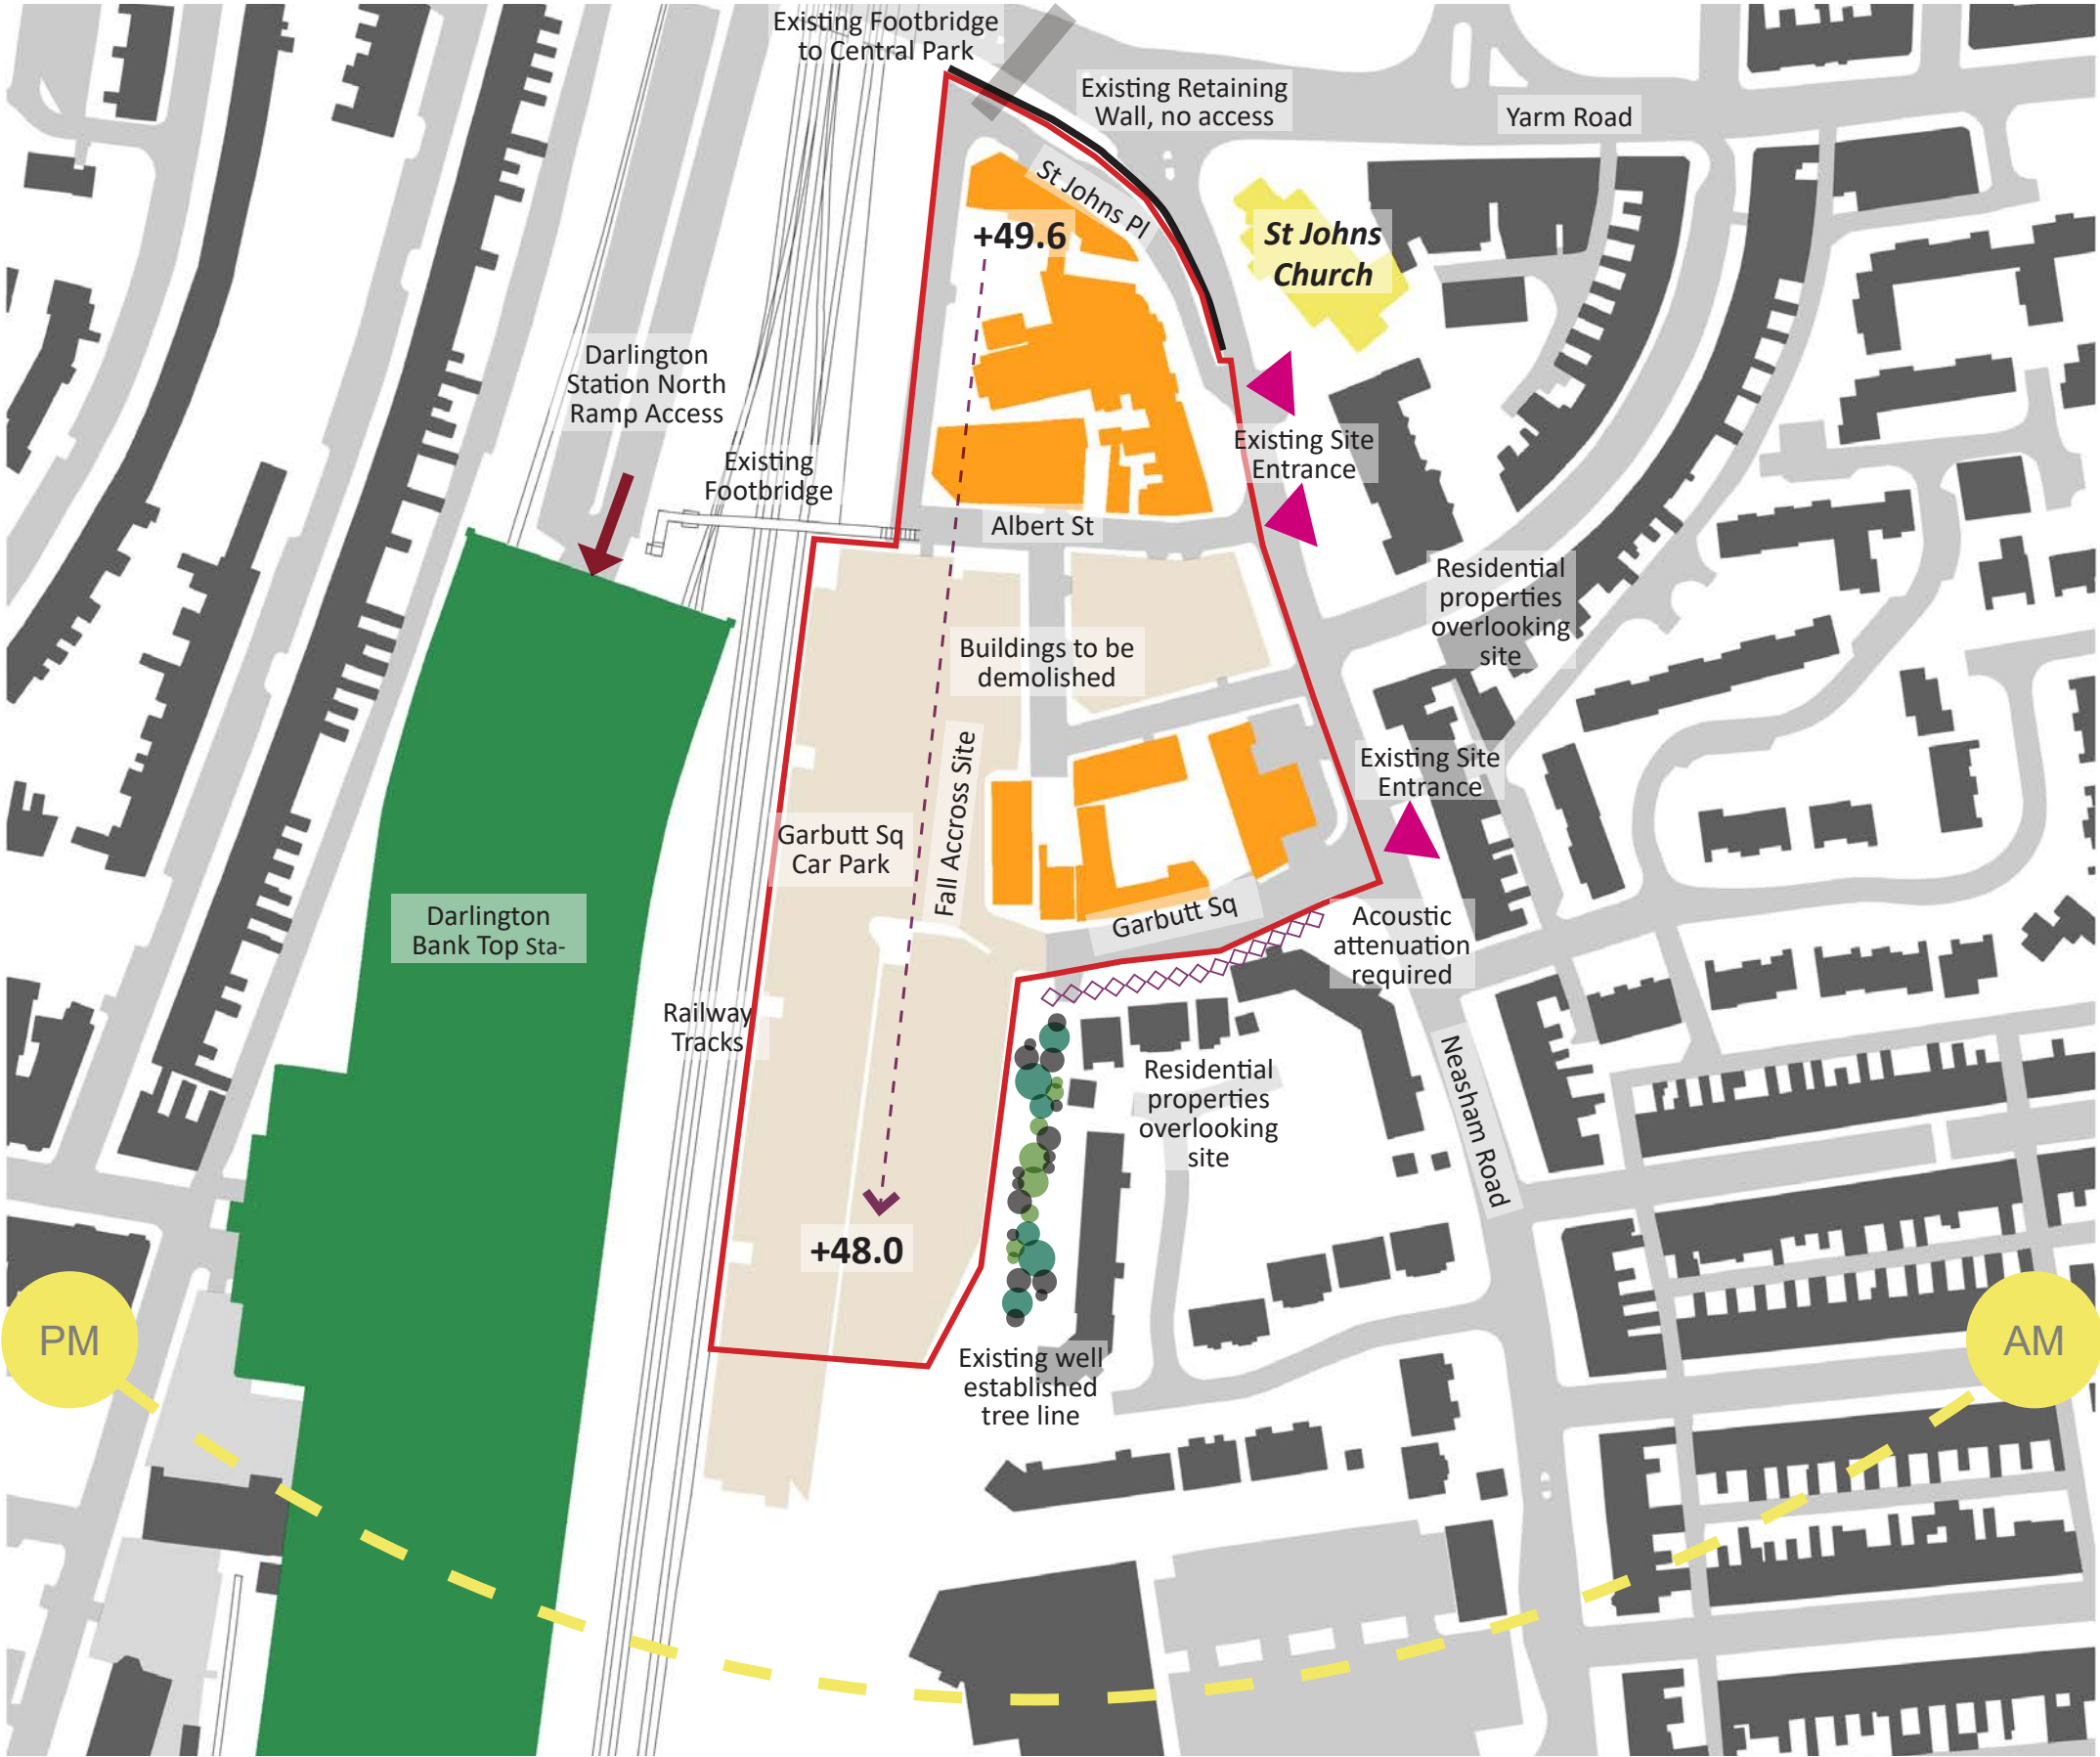 Existing Footbridge
to Central Park
Existing Retaining
Wall, no access
Yarm Road
St Johns Pl
+49.6
St Johns
Church
Darlington
Station North
Ramp Access
Existing
Footbridge
Existing Site
Entrance
Albert St
Residential
properties
overlooking
site
Buildings to be
demolished
Fall Accross Site
Existing Site
Entrance
Garbutt Sq
Car Park
Garbutt Sq
Darlington
Bank Top Sta-
Acoustic
attenuation
required
Railway
Tracks
Residential
properties
overlooking
site
Neasham Road
+48.0
PM
AM
Existing well
established
tree line